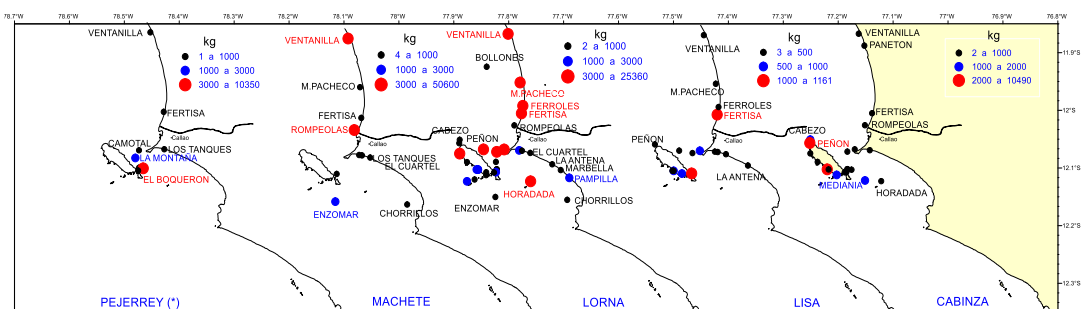 78.7'W 78.6'W 78.5'W 78.4'W 78.3'W 78.2'W 78.1'W 78'W 77.9'W 77.8'W 77.7'W 77.6'W 77.5'W 77.4'W 77.3'W 77.2'W 77.1'W 77'W 76.9'W 76.8'W
11.9'S
12'S
12.1'S
12.2'S
12.3'S
VENTANILLA
kg
1 a 1000
1000 a 3000
3000 a 10350
FERTISA
Callao
CAMOTAL
LOS TANQUES
LA MONTANA
EL BOQUERON
PEJERREY (*)
VENTANILLA
kg
4 a 1000
1000 a 3000
3000 a 50600
M.PACHECO
FERTISA
ROMPEOLAS
Callao
LOS TANQUES
EL CUARTEL
ENZOMAR
CHORRILLOS
MACHETE
VENTANILLA
kg
2 a 1000
1000 a 3000
3000 a 25360
BOLLONES
M.PACHECO
FERROLES
FERTISA
ROMPEOLAS
CABEZO
PEÑON
Callao
EL CUARTEL
LA ANTENA
MARBELLA
PAMPILLA
HORADADA
ENZOMAR
CHORRILLOS
LORNA
VENTANILLA
kg
3 a 500
500 a 1000
1000 a 1161
M.PACHECO
FERROLES
FERTISA
PEÑON
Callao
LA ANTENA
LISA
VENTANILLA
PANETON
kg
2 a 1000
1000 a 2000
2000 a 10490
FERTISA
ROMPEOLAS
CABEZO
Callao
PEÑON
MEDIANIA
HORADADA
CABINZA